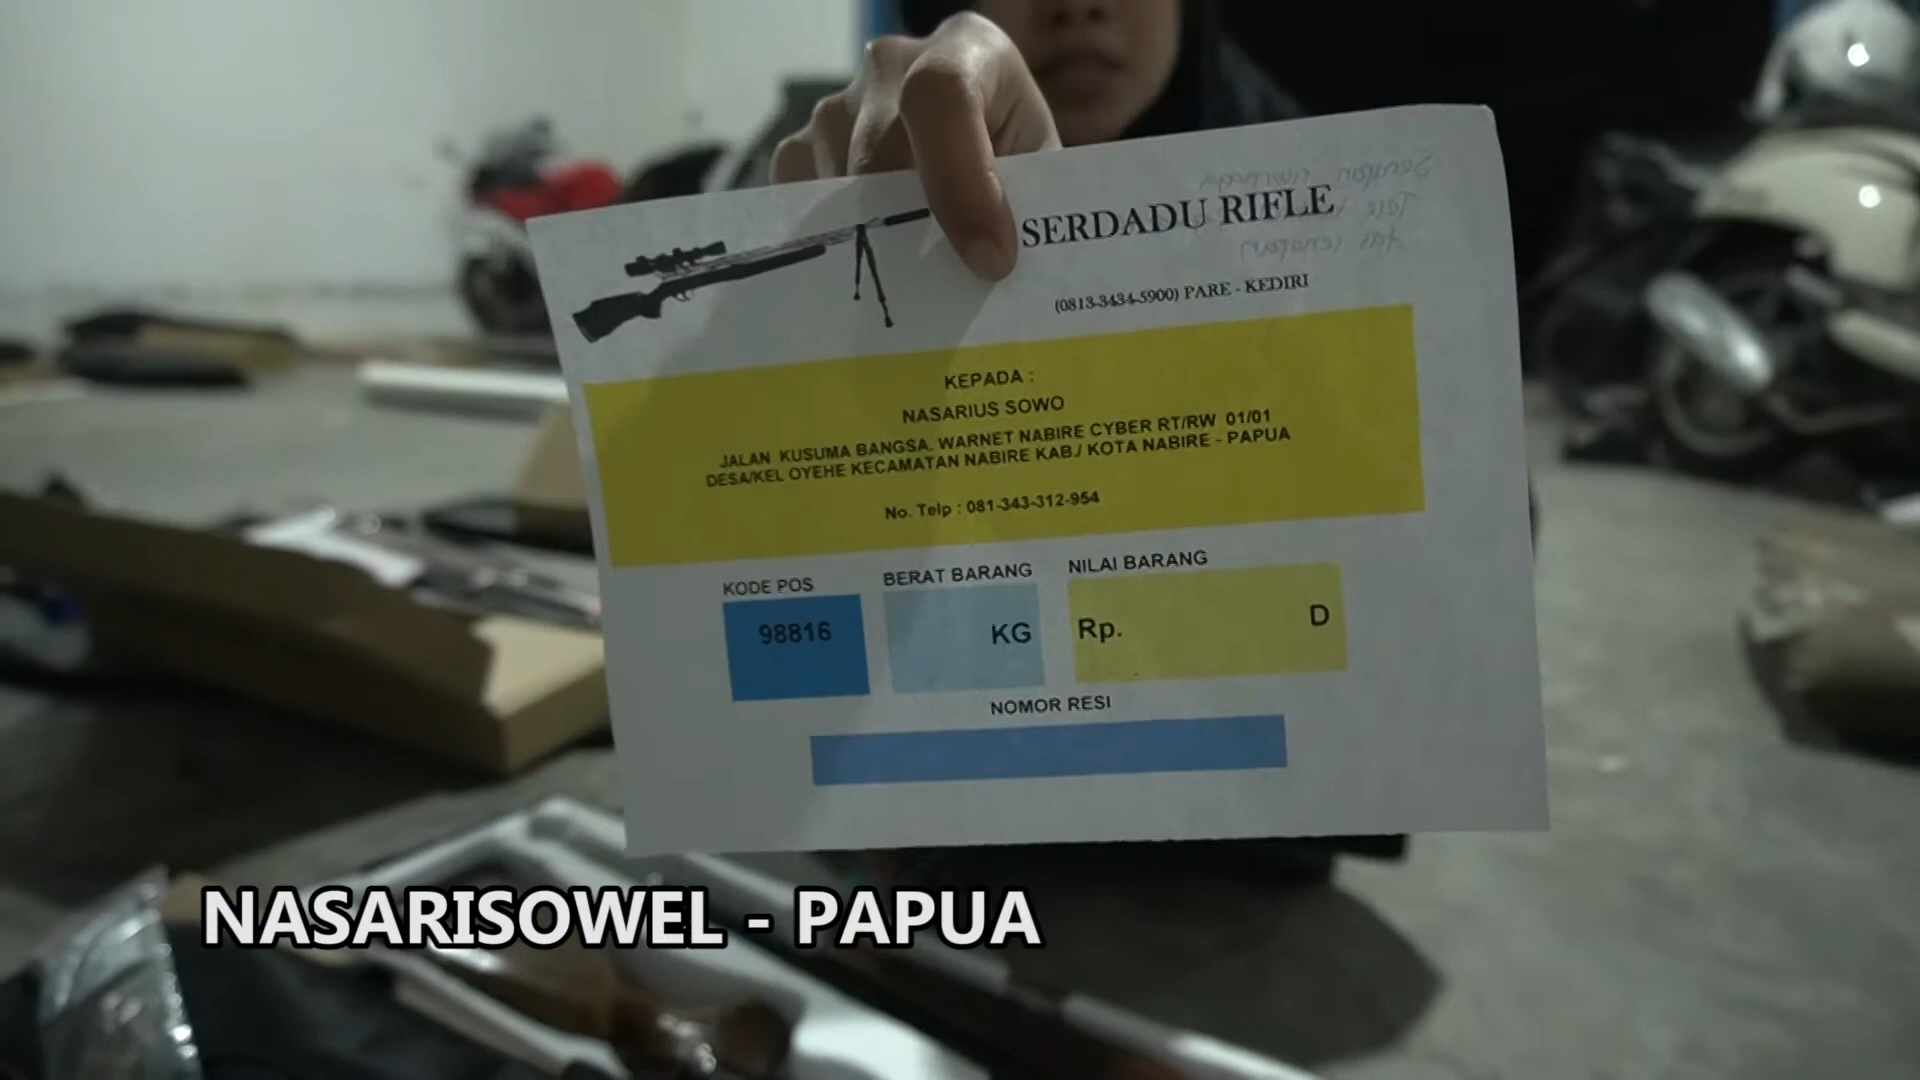 SERDADU RIFLE
(0813-3434-5900) PARE - KEDIRI
KEPADA :
NASARIUS SOWO
JALAN KUSUMA BANGSA. WARNET NABIRE CYBER RT/RW 01/01
DESA/KEL OYEHE KECAMATAN NABIRE KAB./ KOTA NABIRE - PAPUA
No. Telp : 081-343-312-954
KODE POS BERAT BARANG NILAI BARANG
98816 KG Rp. D
NOMOR RESI
NASARISOWEL - PAPUA